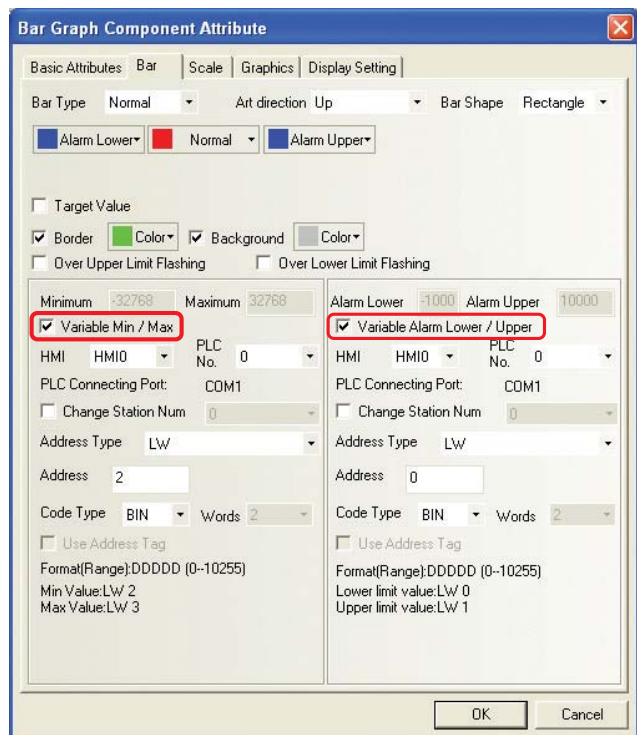 Bar Graph Component Attribute
Basic Attributes Bar Scale Graphics Display Setting
Bar Type Normal Art direction Up Bar Shape Rectangle
Alarm Lower Normal Alarm Upper
Target Value
Border Color Background Color
Over Upper Limit Flashing Over Lower Limit Flashing
Minimum -32768 Maximum 32768
Variable Min / Max
HMI HMI0 PLC No. 0
PLC Connecting Port: COM1
Change Station Num 0
Address Type LW
Address 2
Code Type BIN Words 2
Use Address Tag
Format(Range):DDDDD (0--10255)
Min Value:LW 2
Max Value:LW 3
Alarm Lower -1000 Alarm Upper 10000
Variable Alarm Lower / Upper
HMI HMI0 PLC No. 0
PLC Connecting Port: COM1
Change Station Num 0
Address Type LW
Address 0
Code Type BIN Words 2
Use Address Tag
Format(Range):DDDDD (0--10255)
Lower limit value:LW 0
Upper limit value:LW 1
OK Cancel